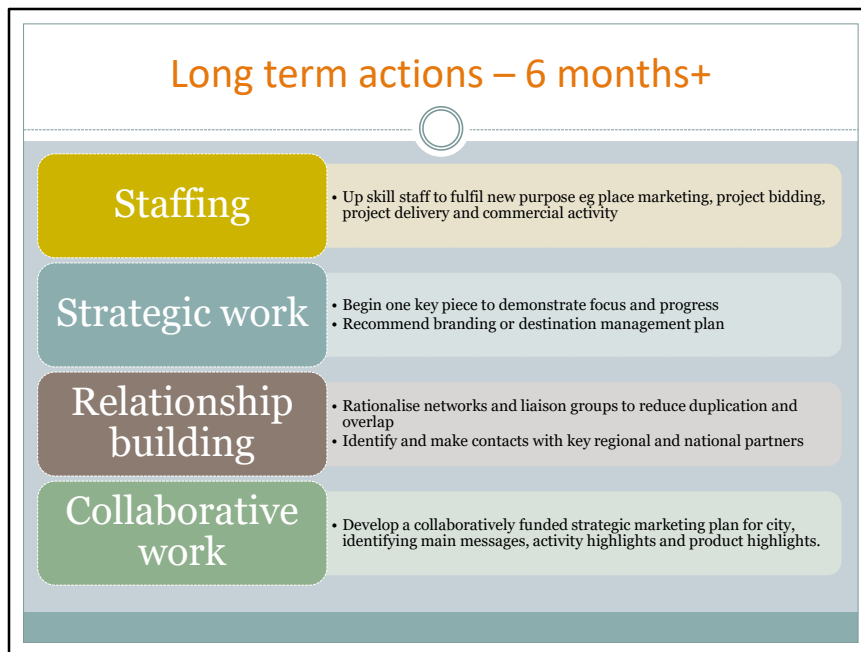 Long term actions – 6 months+
Staffing
• Up skill staff to fulfil new purpose eg place marketing, project bidding,
project delivery and commercial activity
Strategic work
• Begin one key piece to demonstrate focus and progress
• Recommend branding or destination management plan
Relationship
building
• Rationalise networks and liaison groups to reduce duplication and
overlap
• Identify and make contacts with key regional and national partners
Collaborative
work
• Develop a collaboratively funded strategic marketing plan for city,
identifying main messages, activity highlights and product highlights.